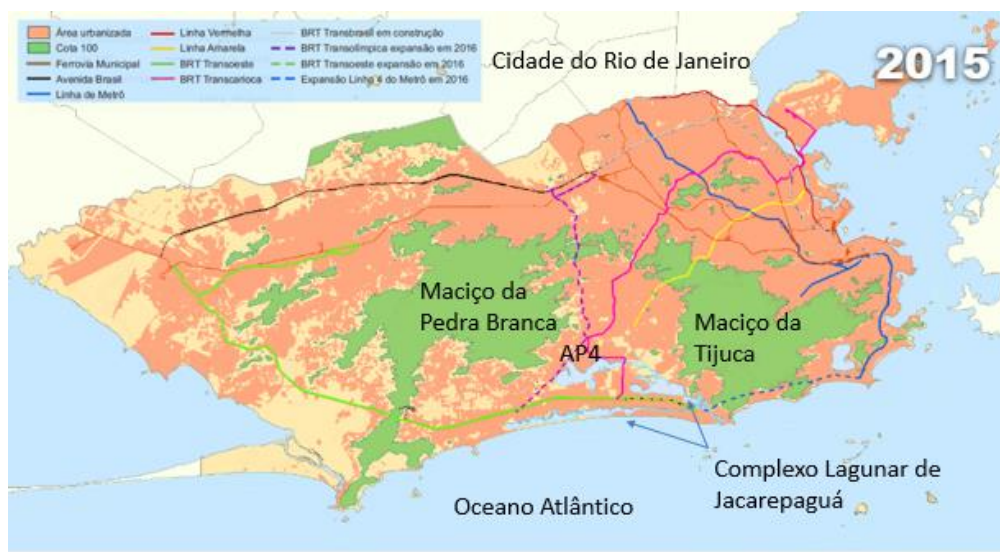 Área urbanizada
Cota 100
Ferrovia Municipal
Avenida Brasil
Linha de Metrô
Linha Vermelha
Linha Amarela
BRT Transoeste
BRT Transcarioca
BRT Transbrasil em construção
BRT Transolímpica expansão em 2016
BRT Transoeste expansão em 2016
Expansão Linha 4 do Metrô em 2016
Cidade do Rio de Janeiro
2015
Maciço da
Pedra Branca
Maciço da
Tijuca
AP4
Complexo Lagunar de
Jacarepaguá
Oceano Atlântico